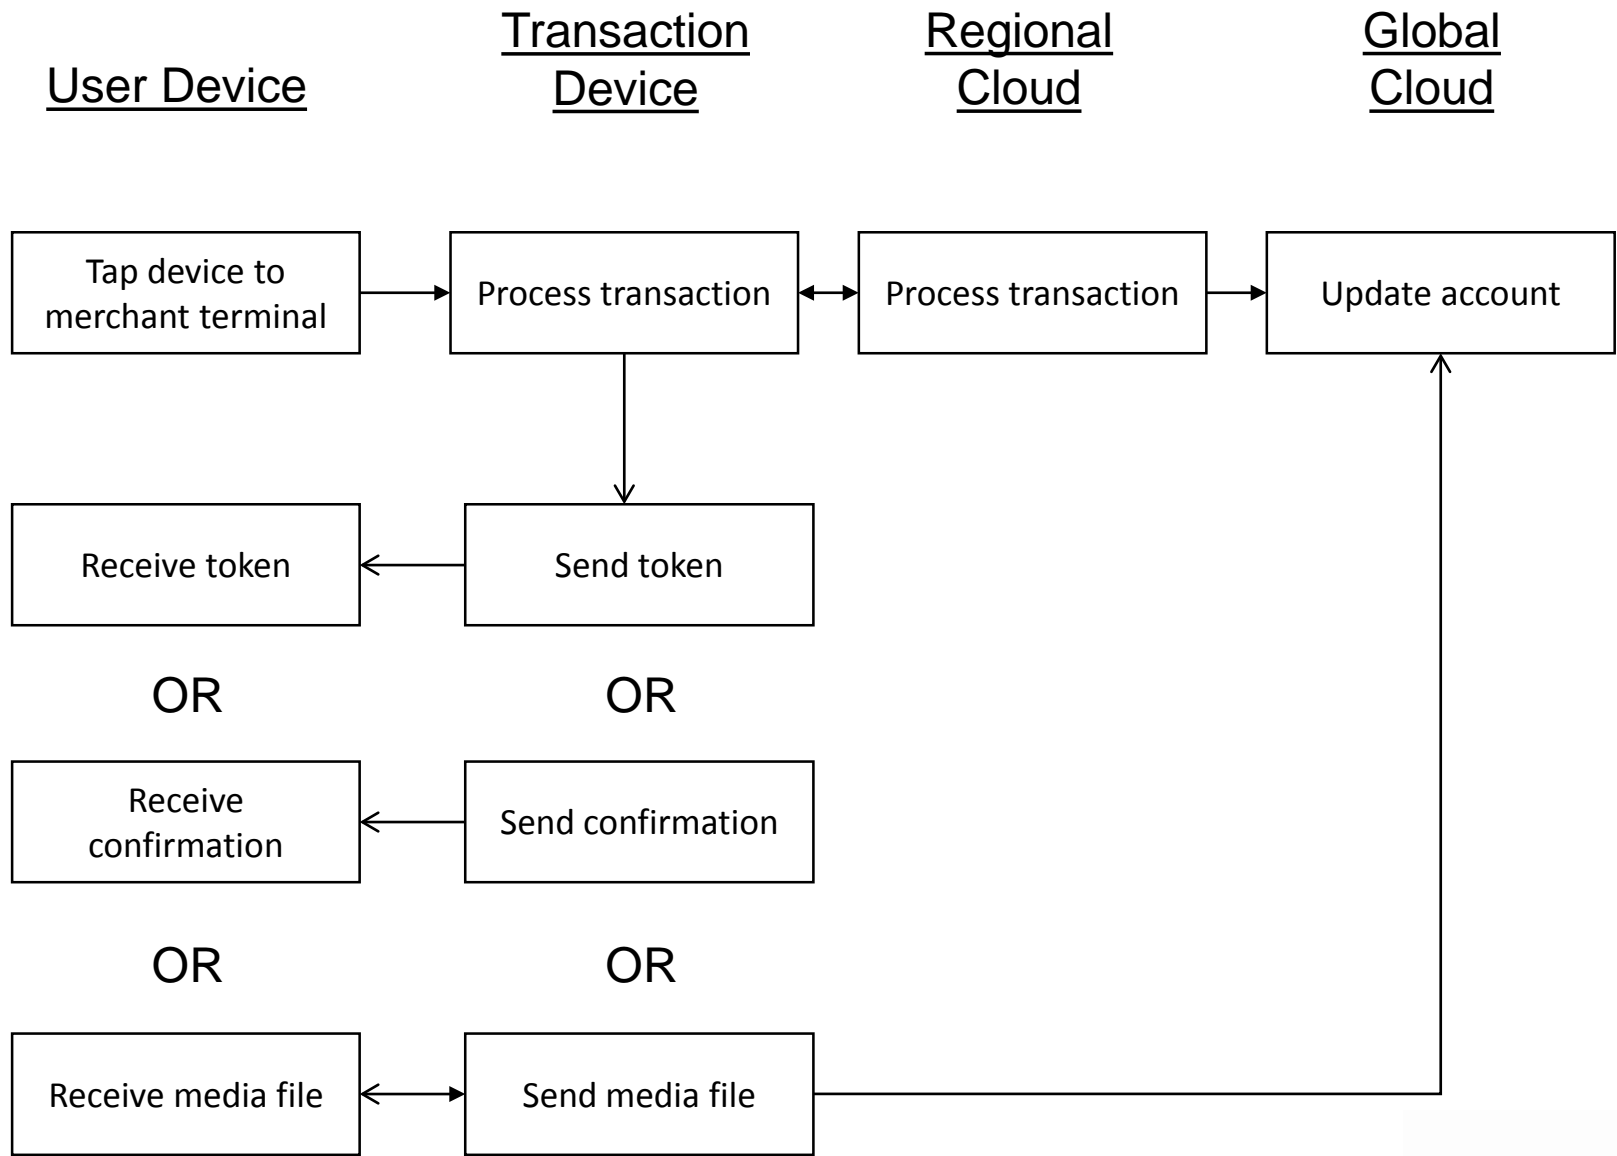 User Device
Transaction
Device
Regional
Cloud
Global
Cloud
Tap device to
merchant terminal
Process transaction
Process transaction
Update account
Receive token
Send token
OR
OR
Receive
confirmation
Send confirmation
OR
OR
Receive media file
Send media file